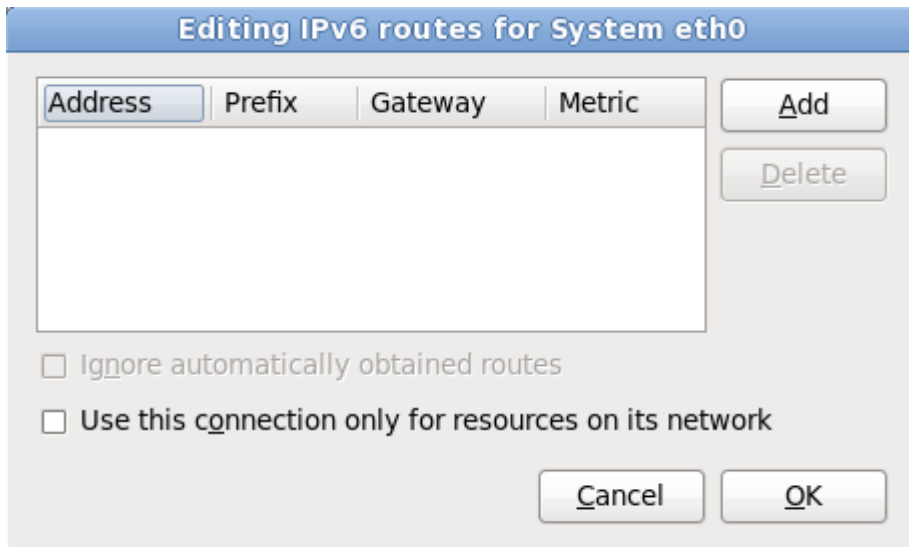 Editing IPv6 routes for System eth0
Address Prefix Gateway Metric Add
Delete
Ignore automatically obtained routes
Use this connection only for resources on its network
Cancel OK